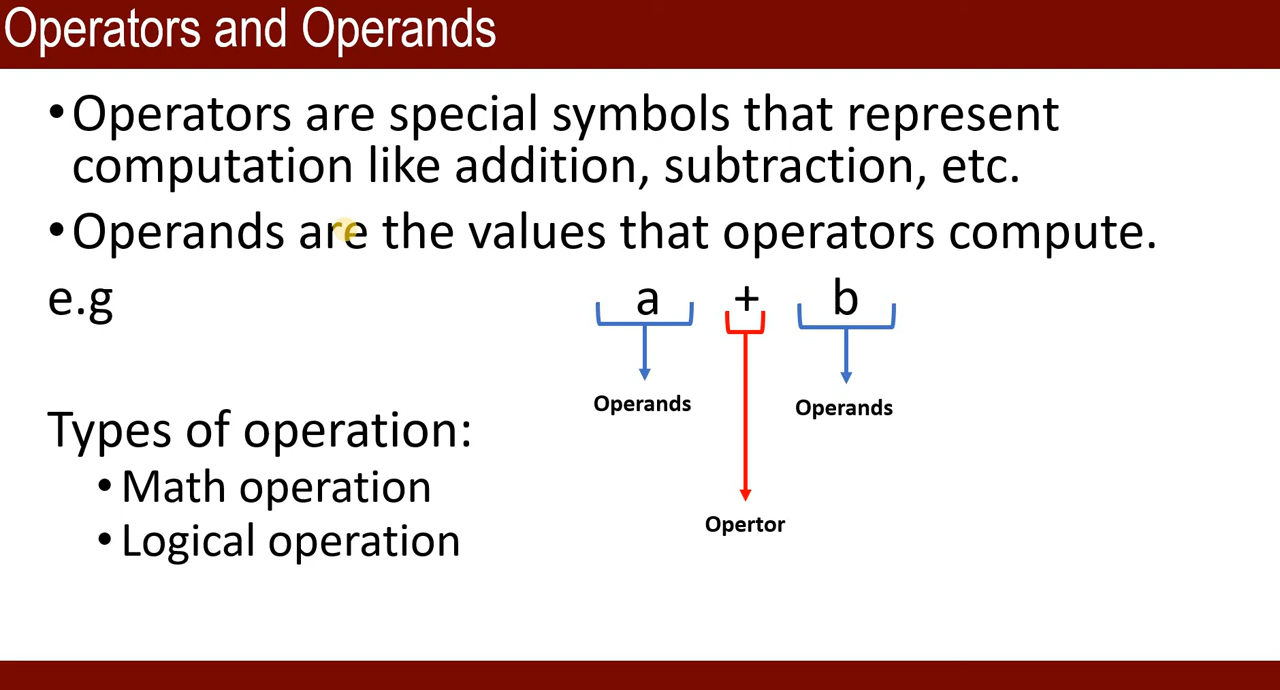 Operators and Operands
•Operators are special symbols that represent
computation like addition, subtraction, etc.
•Operands are the values that operators compute.
e.g
a + b
Operands
Operands
Opertor
Types of operation:
•Math operation
•Logical operation